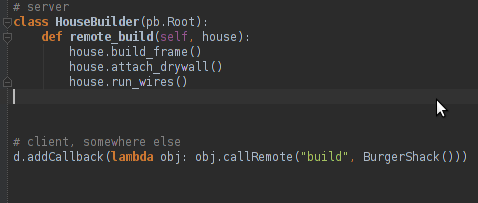 # server
class HouseBuilder(pb.Root):
    def remote_build(self, house):
        house.build_frame()
        house.attach_drywall()
        house.run_wires()
# client, somewhere else
d.addCallback(lambda obj: obj.callRemote("build", BurgerShack()))